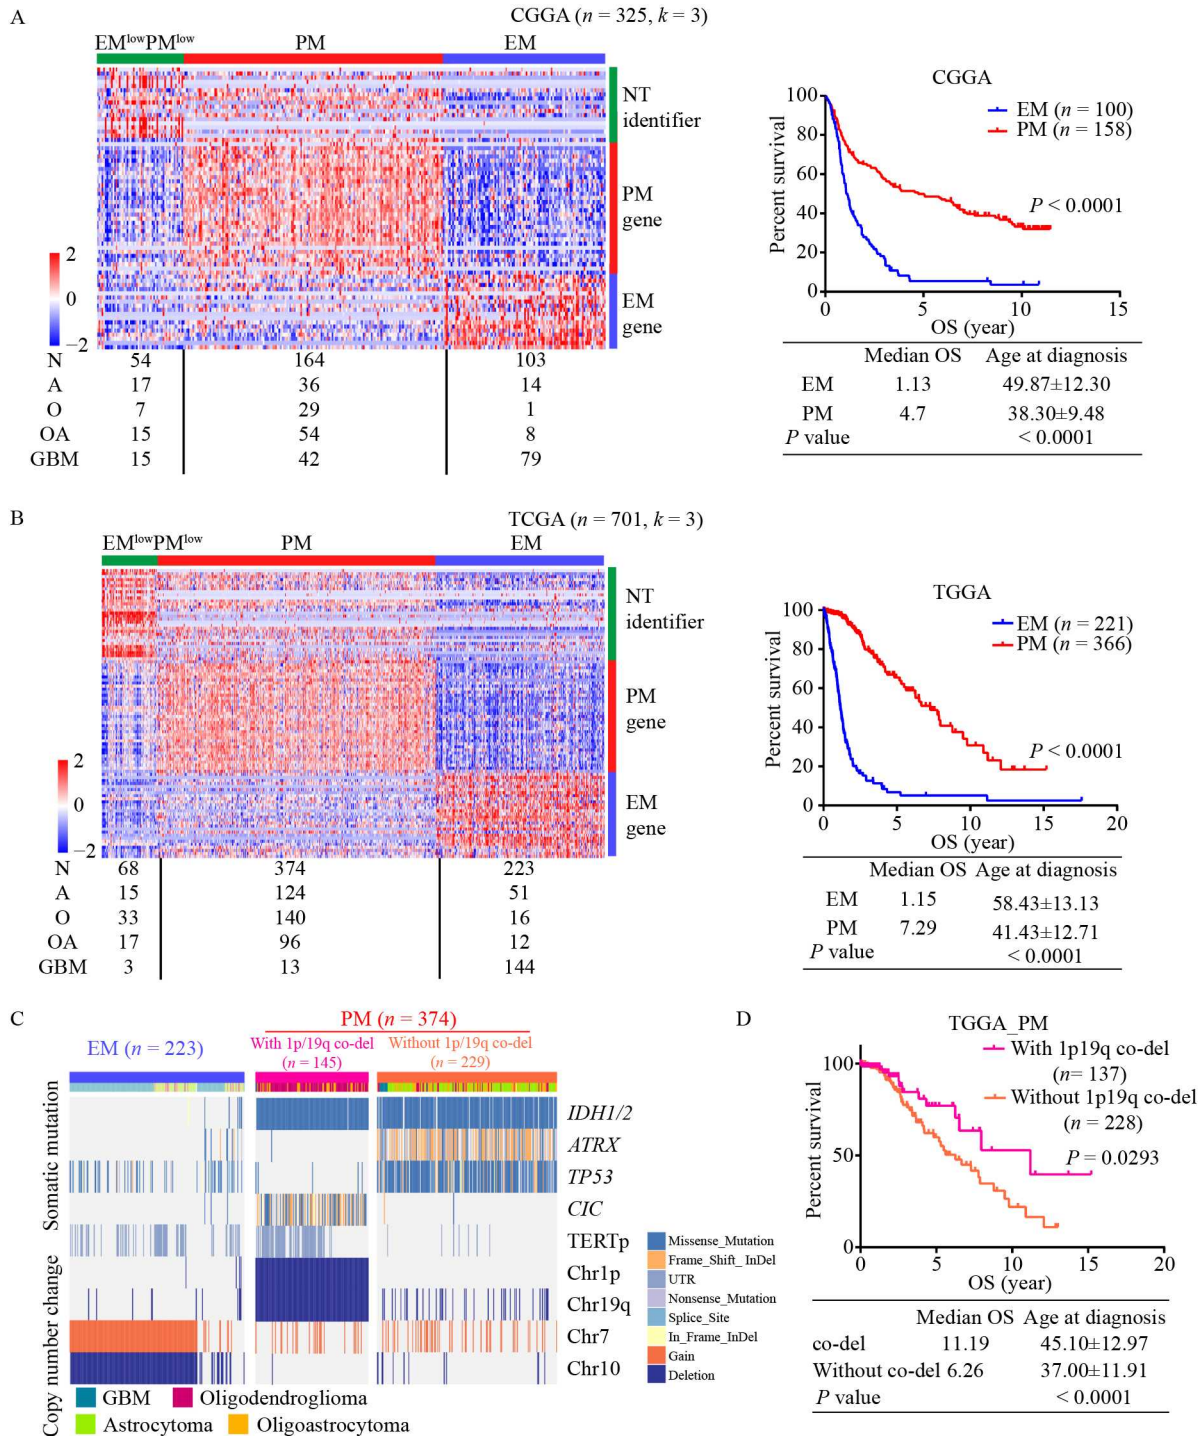 A
CGGA (n = 325, k = 3)
EMlowPMlow PM EM
NT
identifier
PM
gene
EM
gene
2
0
−2
N 54 164 103
A 17 36 14
O 7 29 1
OA 15 54 8
GBM 15 42 79
CGGA
EM (n = 100)
PM (n = 158)
P < 0.0001
Percent survival
100
80
60
40
20
0
0 5 10 15
OS (year)
Median OS Age at diagnosis
EM 1.13 49.87±12.30
PM 4.7 38.30±9.48
P value < 0.0001
B
TCGA (n = 701, k = 3)
EMlowPMlow PM EM
NT
identifier
PM
gene
EM
gene
2
0
−2
N 68 374 223
A 15 124 51
O 33 140 16
OA 17 96 12
GBM 3 13 144
TGGA
EM (n = 221)
PM (n = 366)
P < 0.0001
Percent survival
100
80
60
40
20
0
0 5 10 15 20
OS (year)
Median OS Age at diagnosis
EM 1.15 58.43±13.13
PM 7.29 41.43±12.71
P value < 0.0001
C
PM (n = 374)
EM (n = 223)
With 1p/19q co-del
(n = 145)
Without 1p/19q co-del
(n = 229)
Somatic mutation
IDH1/2
ATRX
TP53
CIC
TERTp
Copy number change
Chr1p
Chr19q
Chr7
Chr10
Missense_Mutation
Frame_Shift_InDel
UTR
Nonsense_Mutation
Splice_Site
In_Frame_InDel
Gain
Deletion
GBM Oligodendroglioma
Astrocytoma Oligoastrocytoma
D
TGGA_PM
With 1p19q co-del
(n= 137)
Without 1p19q co-del
(n = 228)
P = 0.0293
Percent survival
100
50
0
0 5 10 15 20
OS (year)
Median OS Age at diagnosis
co-del 11.19 45.10±12.97
Without co-del 6.26 37.00±11.91
P value < 0.0001